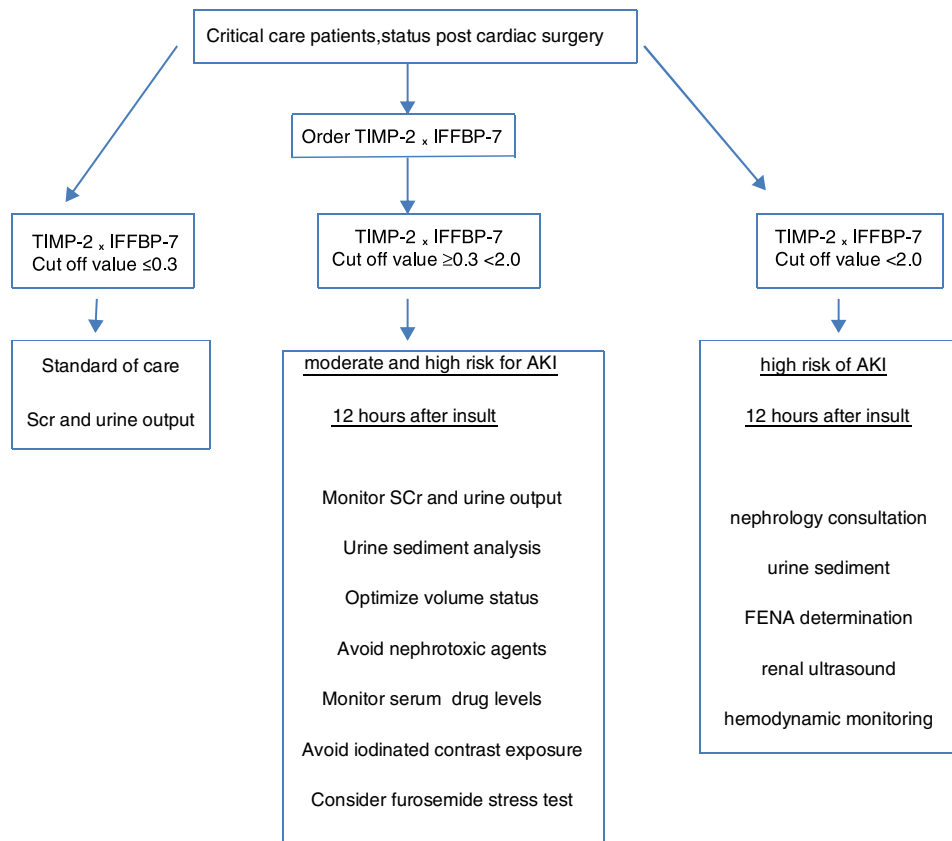 Critical care patients,status post cardiac surgery
Order TIMP-2 x IFFBP-7
TIMP-2 x IFFBP-7
Cut off value ≤0.3
TIMP-2 x IFFBP-7
Cut off value ≥0.3 <2.0
TIMP-2 x IFFBP-7
Cut off value <2.0
Standard of care
Scr and urine output
moderate and high risk for AKI
12 hours after insult
Monitor SCr and urine output
Urine sediment analysis
Optimize volume status
Avoid nephrotoxic agents
Monitor serum drug levels
Avoid iodinated contrast exposure
Consider furosemide stress test
high risk of AKI
12 hours after insult
nephrology consultation
urine sediment
FENA determination
renal ultrasound
hemodynamic monitoring